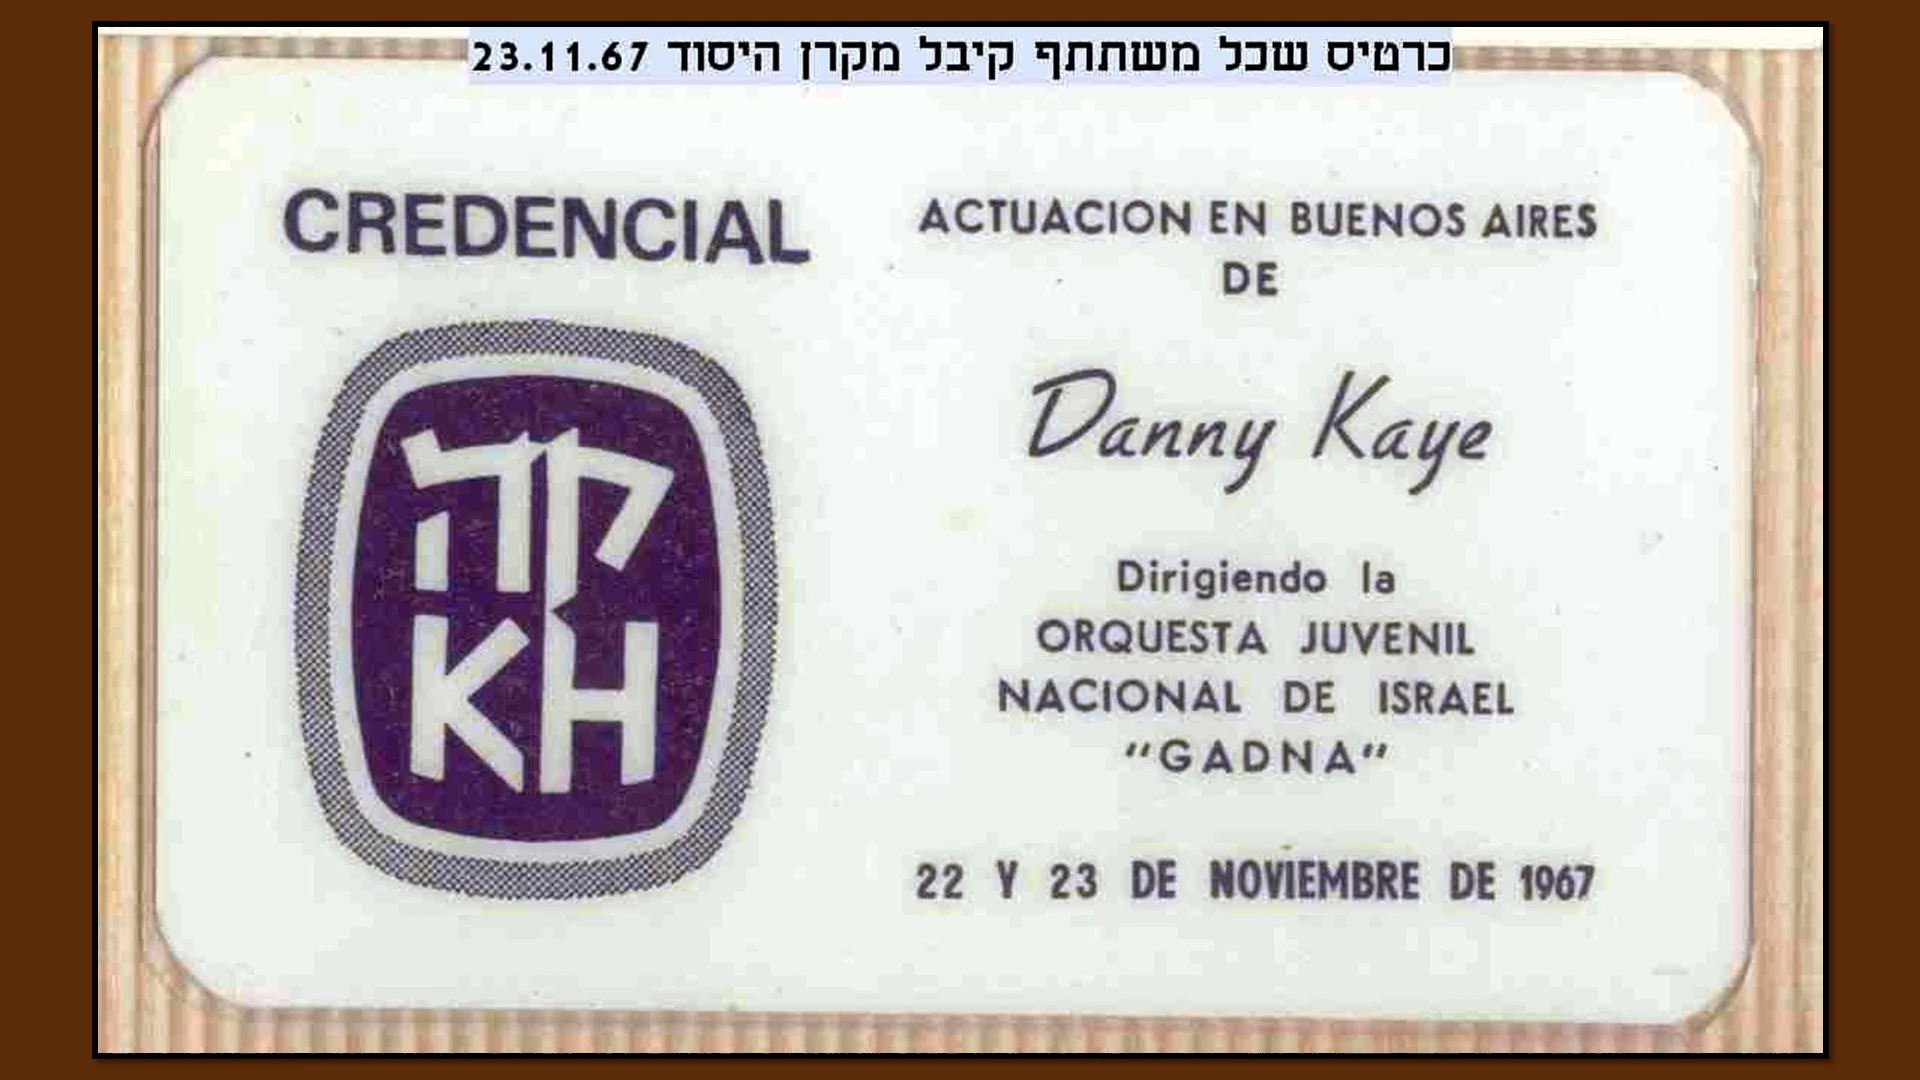 כרטיס שכל משתתף קיבל מקרן היסוד 23.11.67
CREDENCIAL
קה
KH
ACTUACION EN BUENOS AIRES
DE
Danny Kaye
Dirigiendo la
ORQUESTA JUVENIL
NACIONAL DE ISRAEL
"GADNA"
22 Y 23 DE NOVIEMBRE DE 1967